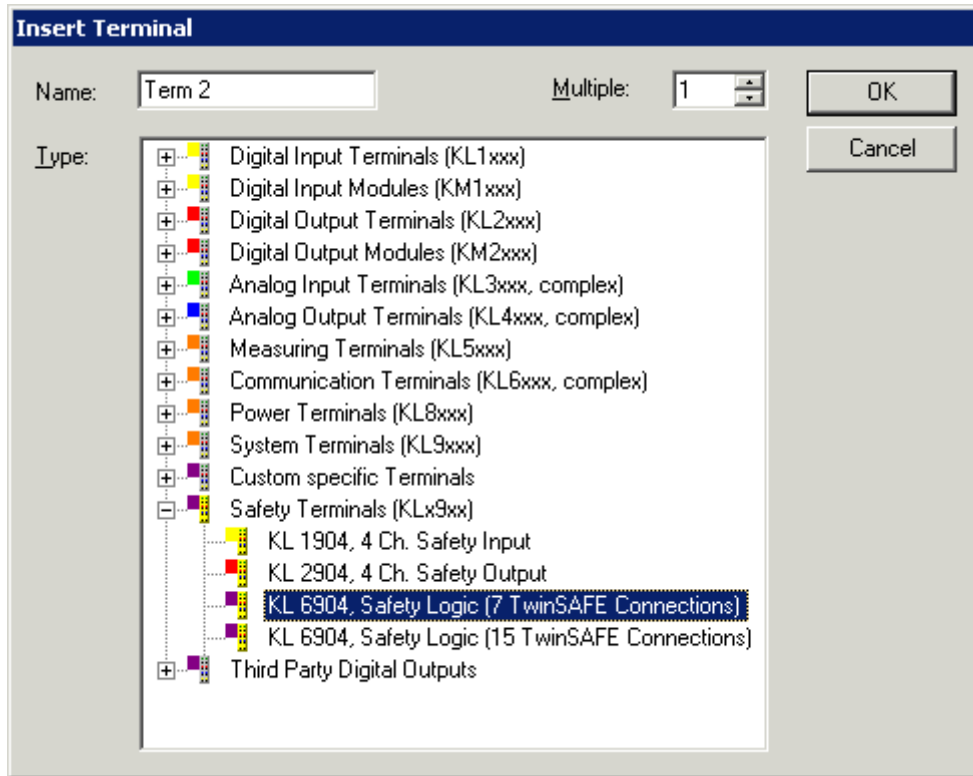 Insert Terminal
Name: Term 2 Multiple: 1 OK
Type: Cancel
Digital Input Terminals (KL1xxx)
Digital Input Modules (KM1xxx)
Digital Output Terminals (KL2xxx)
Digital Output Modules (KM2xxx)
Analog Input Terminals (KL3xxx, complex)
Analog Output Terminals (KL4xxx, complex)
Measuring Terminals (KL5xxx)
Communication Terminals (KL6xxx, complex)
Power Terminals (KL8xxx)
System Terminals (KL9xxx)
Custom specific Terminals
Safety Terminals (KLx9xx)
KL 1904, 4 Ch. Safety Input
KL 2904, 4 Ch. Safety Output
KL 6904, Safety Logic (7 TwinSAFE Connections)
KL 6904, Safety Logic (15 TwinSAFE Connections)
Third Party Digital Outputs